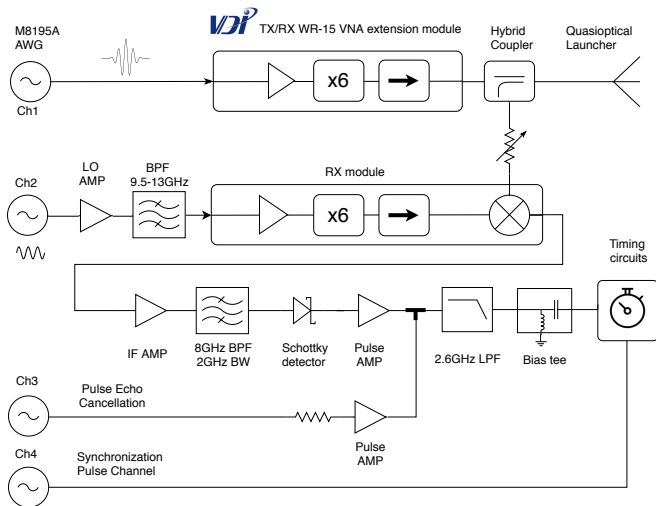 M8195A
AWG
Ch1
VDi
TX/RX WR-15 VNA extension module
x6
Hybrid
Coupler
Quasioptical
Launcher
Ch2
LO
AMP
BPF
9.5-13GHz
RX module
x6
Timing
circuits
IF AMP
8GHz BPF
2GHz BW
Schottky
detector
Pulse
AMP
2.6GHz LPF
Bias tee
Ch3
Pulse Echo
Cancellation
Pulse
AMP
Ch4
Synchronization
Pulse Channel